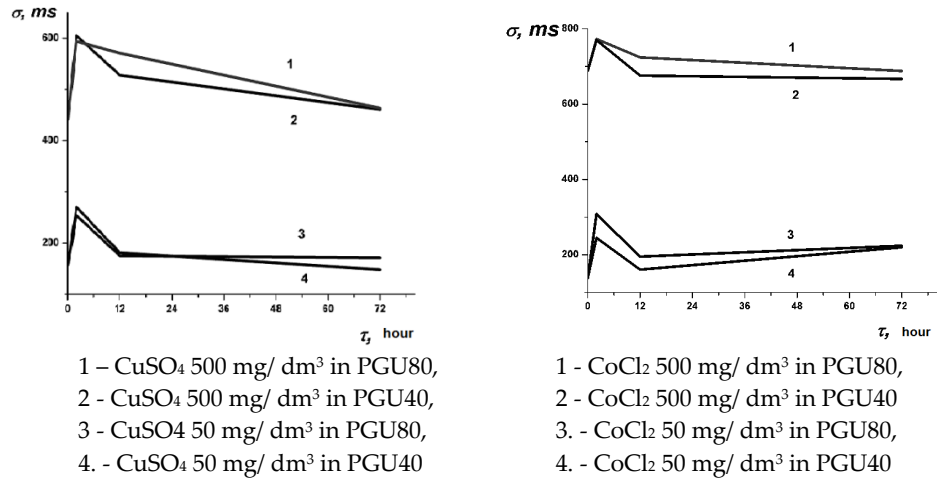 σ, ms
600
400
200
0 12 24 36 48 60 72
τ, hour
1
2
3
4
1 – CuSO₄ 500 mg/ dm³ in PGU80,
2 - CuSO₄ 500 mg/ dm³ in PGU40,
3 - CuSO4 50 mg/ dm³ in PGU80,
4. - CuSO₄ 50 mg/ dm³ in PGU40
σ, ms
800
600
400
200
0 12 24 36 48 60 72
τ, hour
1
2
3
4
1 - CoCl₂ 500 mg/ dm³ in PGU80,
2 - CoCl₂ 500 mg/ dm³ in PGU40
3. - CoCl₂ 50 mg/ dm³ in PGU80,
4. - CoCl₂ 50 mg/ dm³ in PGU40